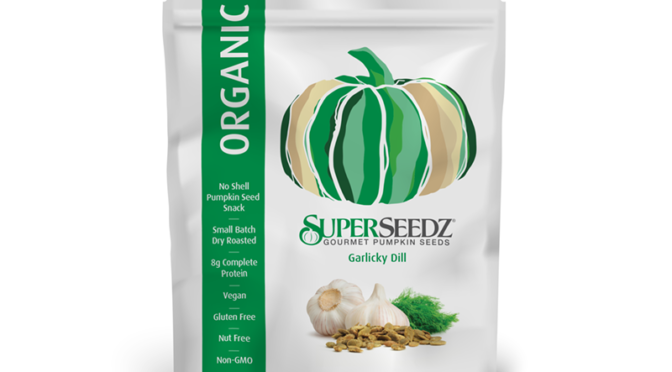 ORGANIC
No Shell
Pumpkin Seed
Snack
Small Batch
Dry Roasted
8g Complete
Protein
Vegan
Gluten Free
Nut Free
Non-GMO
SUPERSEEDZ®
GOURMET PUMPKIN SEEDS
Garlicky Dill